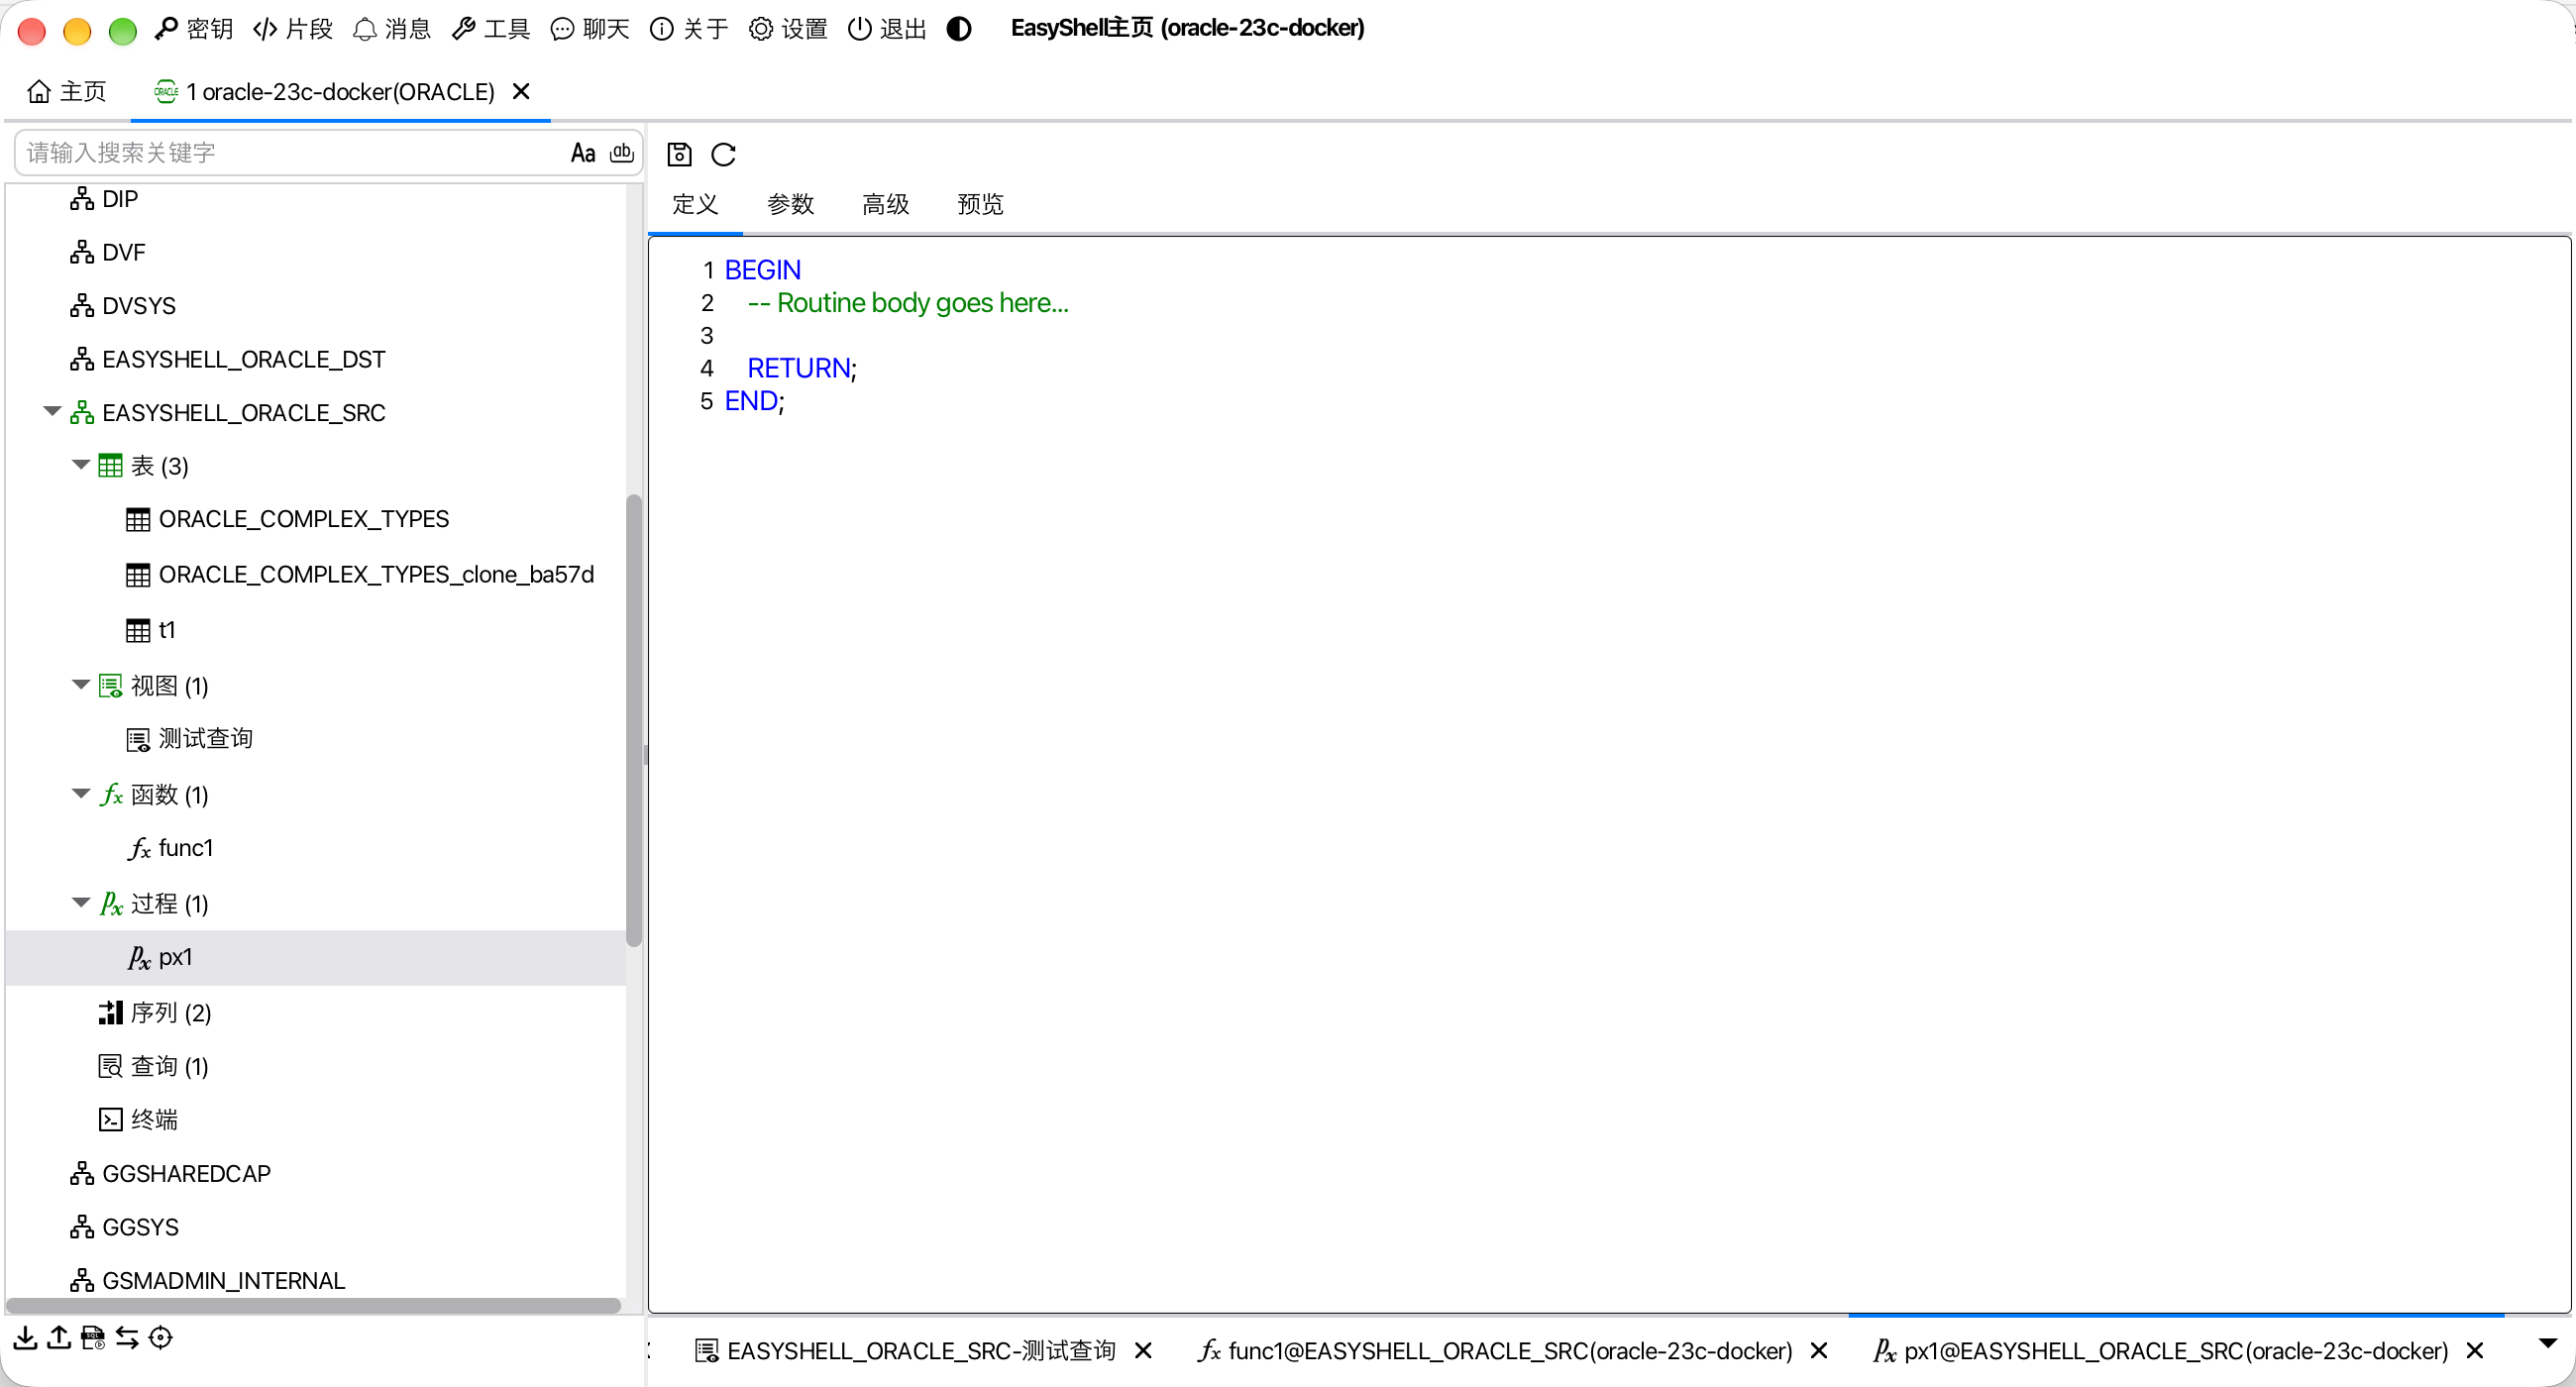 密钥 片段 消息 工具 聊天 关于 设置 退出 EasyShell主页 (oracle-23c-docker)
主页 1 oracle-23c-docker(ORACLE)
请输入搜索关键字 Aa ab
DIP
DVF
DVSYS
EASYSHELL_ORACLE_DST
EASYSHELL_ORACLE_SRC
表 (3)
ORACLE_COMPLEX_TYPES
ORACLE_COMPLEX_TYPES_clone_ba57d
t1
视图 (1)
测试查询
函数 (1)
func1
过程 (1)
px1
序列 (2)
查询 (1)
终端
GGSHAREDCAP
GGSYS
GSMADMIN_INTERNAL
定义 参数 高级 预览
1 BEGIN
2 -- Routine body goes here...
3
4 RETURN;
5 END;
EASYSHELL_ORACLE_SRC-测试查询 func1@EASYSHELL_ORACLE_SRC(oracle-23c-docker) px1@EASYSHELL_ORACLE_SRC(oracle-23c-docker)